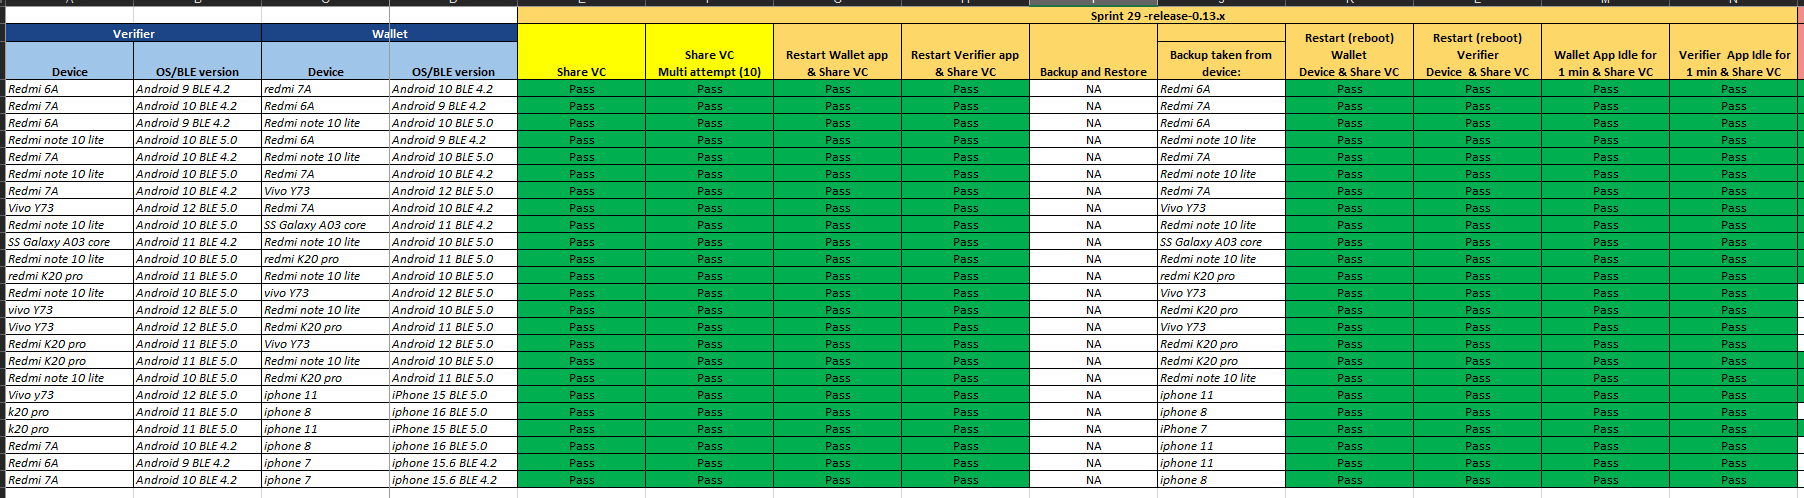 Sprint 29 -release-0.13.x
Verifier Wallet
Device OS/BLE version Device OS/BLE version Share VC Share VC Multi attempt (10) Restart Wallet app & Share VC Restart Verifier app & Share VC Backup and Restore Backup taken from device: Restart (reboot) Wallet Device & Share VC Restart (reboot) Verifier Device & Share VC Wallet App Idle for 1 min & Share VC Verifier App Idle for 1 min & Share VC
Redmi 6A Android 9 BLE 4.2 redmi 7A Android 10 BLE 4.2 Pass Pass Pass Pass NA Redmi 6A Pass Pass Pass Pass
Redmi 7A Android 10 BLE 4.2 Redmi 6A Android 9 BLE 4.2 Pass Pass Pass Pass NA Redmi 7A Pass Pass Pass Pass
Redmi 6A Android 9 BLE 4.2 Redmi note 10 lite Android 10 BLE 5.0 Pass Pass Pass Pass NA Redmi 6A Pass Pass Pass Pass
Redmi note 10 lite Android 10 BLE 5.0 Redmi 6A Android 9 BLE 4.2 Pass Pass Pass Pass NA Redmi note 10 lite Pass Pass Pass Pass
Redmi 7A Android 10 BLE 4.2 Redmi note 10 lite Android 10 BLE 5.0 Pass Pass Pass Pass NA Redmi 7A Pass Pass Pass Pass
Redmi note 10 lite Android 10 BLE 5.0 Redmi 7A Android 10 BLE 4.2 Pass Pass Pass Pass NA Redmi note 10 lite Pass Pass Pass Pass
Redmi 7A Android 10 BLE 4.2 Vivo Y73 Android 12 BLE 5.0 Pass Pass Pass Pass NA Redmi 7A Pass Pass Pass Pass
Vivo Y73 Android 12 BLE 5.0 Redmi 7A Android 10 BLE 4.2 Pass Pass Pass Pass NA Vivo Y73 Pass Pass Pass Pass
Redmi note 10 lite Android 10 BLE 5.0 SS Galaxy A03 core Android 11 BLE 4.2 Pass Pass Pass Pass NA Redmi note 10 lite Pass Pass Pass Pass
SS Galaxy A03 core Android 11 BLE 4.2 Redmi note 10 lite Android 10 BLE 5.0 Pass Pass Pass Pass NA SS Galaxy A03 core Pass Pass Pass Pass
Redmi note 10 lite Android 10 BLE 5.0 redmi K20 pro Android 11 BLE 5.0 Pass Pass Pass Pass NA Redmi note 10 lite Pass Pass Pass Pass
redmi K20 pro Android 11 BLE 5.0 Redmi note 10 lite Android 10 BLE 5.0 Pass Pass Pass Pass NA redmi K20 pro Pass Pass Pass Pass
Redmi note 10 lite Android 10 BLE 5.0 vivo Y73 Android 12 BLE 5.0 Pass Pass Pass Pass NA Vivo Y73 Pass Pass Pass Pass
vivo Y73 Android 12 BLE 5.0 Redmi note 10 lite Android 10 BLE 5.0 Pass Pass Pass Pass NA Redmi K20 pro Pass Pass Pass Pass
Vivo Y73 Android 12 BLE 5.0 Redmi K20 pro Android 11 BLE 5.0 Pass Pass Pass Pass NA Vivo Y73 Pass Pass Pass Pass
Redmi K20 pro Android 11 BLE 5.0 Vivo Y73 Android 12 BLE 5.0 Pass Pass Pass Pass NA Redmi K20 pro Pass Pass Pass Pass
Redmi K20 pro Android 11 BLE 5.0 Redmi note 10 lite Android 10 BLE 5.0 Pass Pass Pass Pass NA Redmi K20 pro Pass Pass Pass Pass
Redmi note 10 lite Android 10 BLE 5.0 Redmi K20 pro Android 11 BLE 5.0 Pass Pass Pass Pass NA Redmi note 10 lite Pass Pass Pass Pass
Vivo y73 Android 12 BLE 5.0 iphone 11 iPhone 15 BLE 5.0 Pass Pass Pass Pass NA iphone 11 Pass Pass Pass Pass
k20 pro Android 11 BLE 5.0 iphone 8 iphone 16 BLE 5.0 Pass Pass Pass Pass NA iphone 8 Pass Pass Pass Pass
k20 pro Android 11 BLE 5.0 iphone 11 iPhone 15 BLE 5.0 Pass Pass Pass Pass NA iPhone 7 Pass Pass Pass Pass
Redmi 7A Android 10 BLE 4.2 iphone 8 iphone 16 BLE 5.0 Pass Pass Pass Pass NA iphone 11 Pass Pass Pass Pass
Redmi 6A Android 9 BLE 4.2 iphone 7 iphone 15.6 BLE 4.2 Pass Pass Pass Pass NA iphone 11 Pass Pass Pass Pass
Redmi 7A Android 10 BLE 4.2 iphone 7 iphone 15.6 BLE 4.2 Pass Pass Pass Pass NA iphone 8 Pass Pass Pass Pass